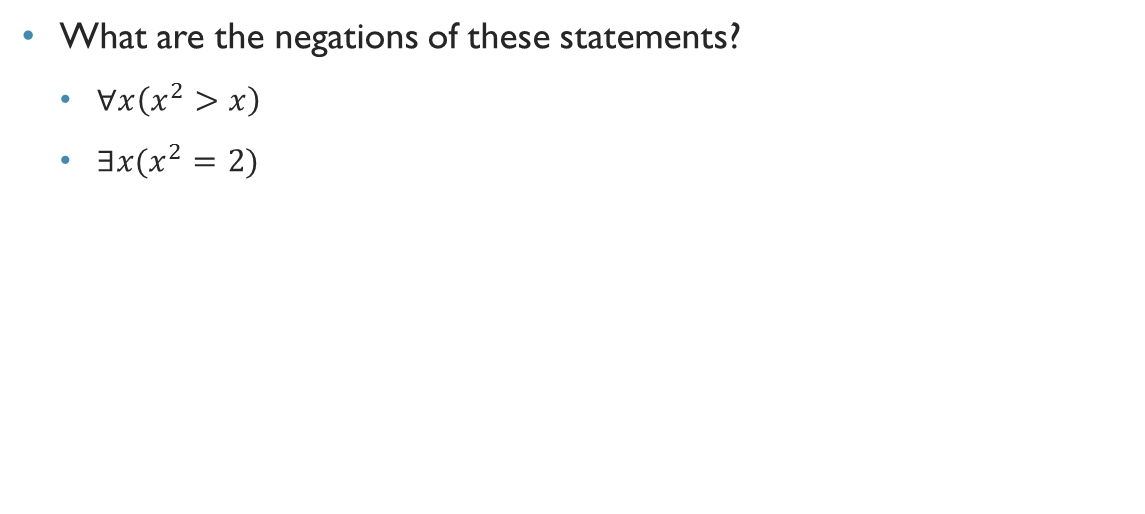 • What are the negations of these statements?
• ∀𝑥(𝑥² > 𝑥)
• ∃𝑥(𝑥² = 2)